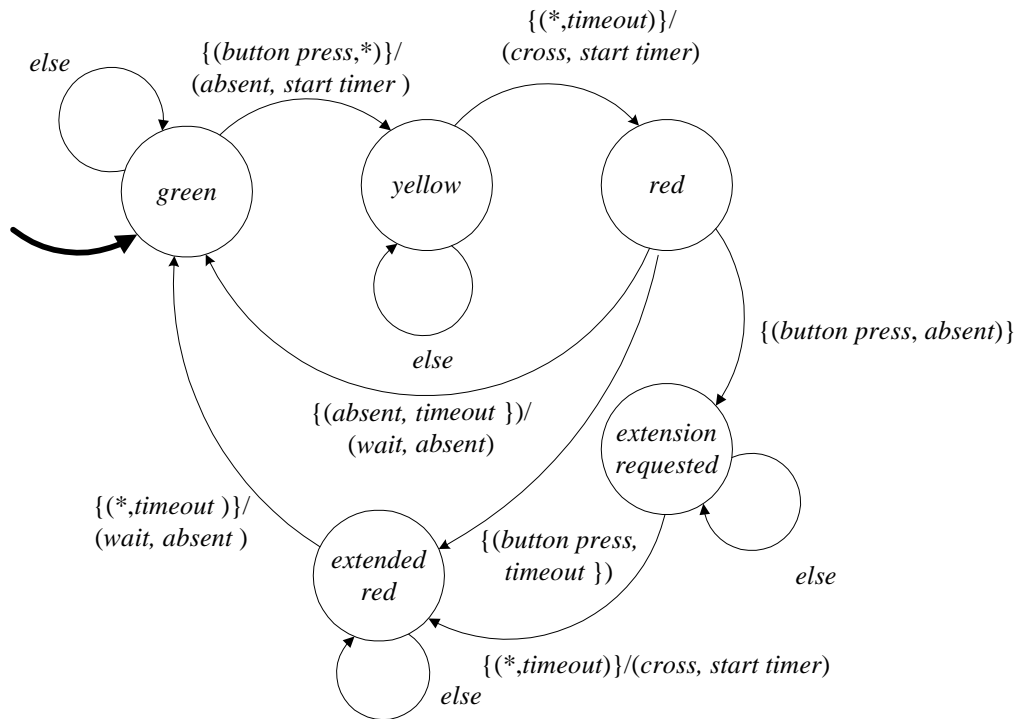 {(*,timeout)}/
(cross, start timer)
{(button press,*)}/
(absent, start timer )
else
green
yellow
red
else
{(button press, absent)}
{(absent, timeout })/
(wait, absent)
extension
requested
{(*,timeout )}/
(wait, absent )
{(button press,
timeout })
extended
red
else
{(*,timeout)}/(cross, start timer)
else